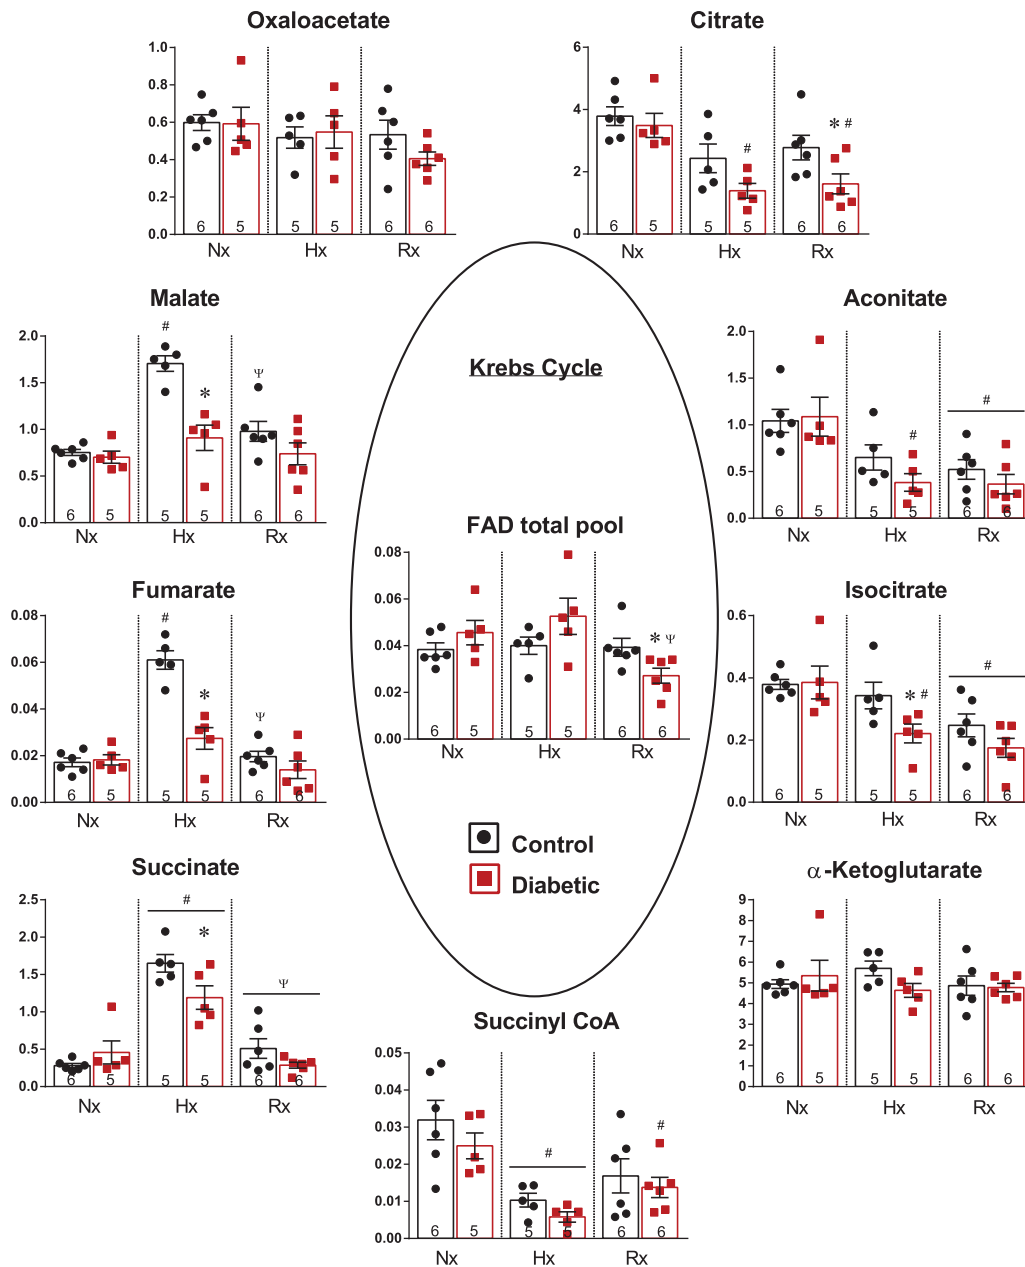 Oxaloacetate
1.0
0.8
0.6
0.4
0.2
0.0
6 5 5 5 6 6
Nx Hx Rx
Citrate
6
4
2
0
#
* #
6 5 5 5 6 6
Nx Hx Rx
Malate
2.0
1.5
1.0
0.5
0.0
#
*
Ψ
6 5 5 5 6 6
Nx Hx Rx
Krebs Cycle
Aconitate
2.0
1.5
1.0
0.5
0.0
#
#
6 5 5 5 6 6
Nx Hx Rx
FAD total pool
0.08
0.06
0.04
0.02
0.00
* Ψ
6 5 5 5 6 6
Nx Hx Rx
Fumarate
0.08
0.06
0.04
0.02
0.00
#
*
Ψ
6 5 5 5 6 6
Nx Hx Rx
Isocitrate
0.6
0.4
0.2
0.0
* #
#
6 5 5 5 6 6
Nx Hx Rx
Control
Diabetic
Succinate
2.5
2.0
1.5
1.0
0.5
0.0
#
*
Ψ
6 5 5 5 6 6
Nx Hx Rx
α-Ketoglutarate
9
8
7
6
5
4
3
2
1
0
6 5 5 5 6 6
Nx Hx Rx
Succinyl CoA
0.05
0.04
0.03
0.02
0.01
0.00
#
#
6 5 5 6 6
Nx Hx Rx